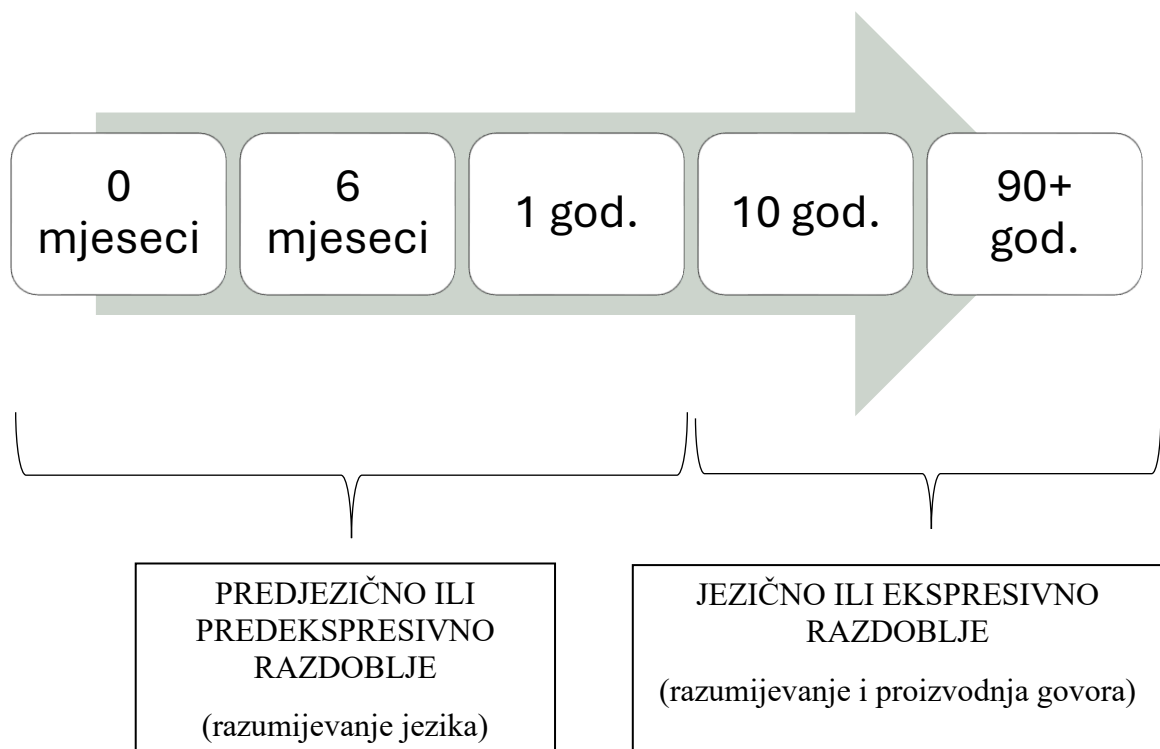 0
mjeseci
6
mjeseci
1 god.
10 god.
90+
god.
PREDJEZIČNO ILI
PREDEKSPRESIVNO
RAZDOBLJE
(razumijevanje jezika)
JEZIČNO ILI EKSPRESIVNO
RAZDOBLJE
(razumijevanje i proizvodnja govora)